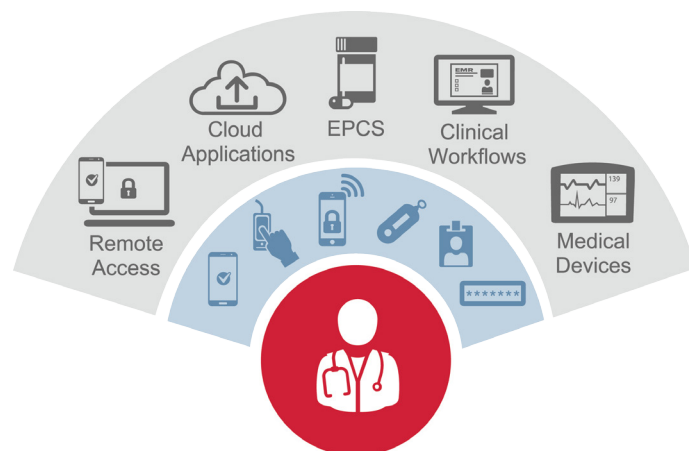 Remote
Access
Cloud
Applications
EPCS
EMR
Clinical
Workflows
139
97
Medical
Devices
*******